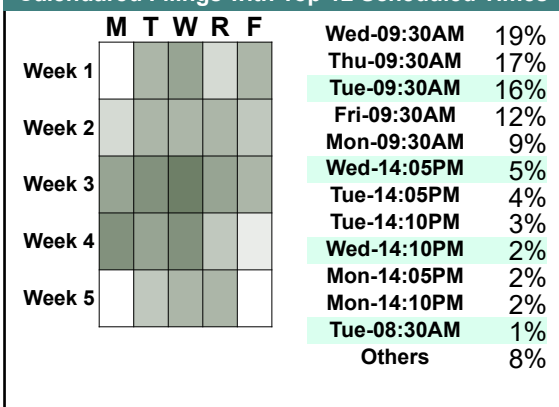 Calendared Filings with Top 12 Scheduled Times
M T W R F
Week 1
Week 2
Week 3
Week 4
Week 5
Wed-09:30AM 19%
Thu-09:30AM 17%
Tue-09:30AM 16%
Fri-09:30AM 12%
Mon-09:30AM 9%
Wed-14:05PM 5%
Tue-14:05PM 4%
Tue-14:10PM 3%
Wed-14:10PM 2%
Mon-14:05PM 2%
Mon-14:10PM 2%
Tue-08:30AM 1%
Others 8%